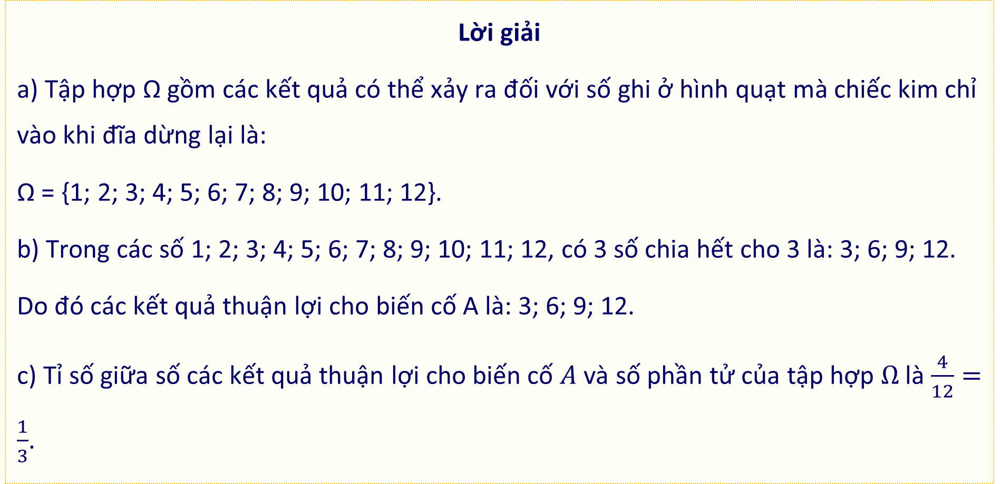 Lời giải
a) Tập hợp Ω gồm các kết quả có thể xảy ra đối với số ghi ở hình quạt mà chiếc kim chỉ
vào khi đĩa dừng lại là:
Ω = {1; 2; 3; 4; 5; 6; 7; 8; 9; 10; 11; 12}.
b) Trong các số 1; 2; 3; 4; 5; 6; 7; 8; 9; 10; 11; 12, có 3 số chia hết cho 3 là: 3; 6; 9; 12.
Do đó các kết quả thuận lợi cho biến cố A là: 3; 6; 9; 12.
c) Tỉ số giữa số các kết quả thuận lợi cho biến cố A và số phần tử của tập hợp Ω là 4/12 =
1/3.